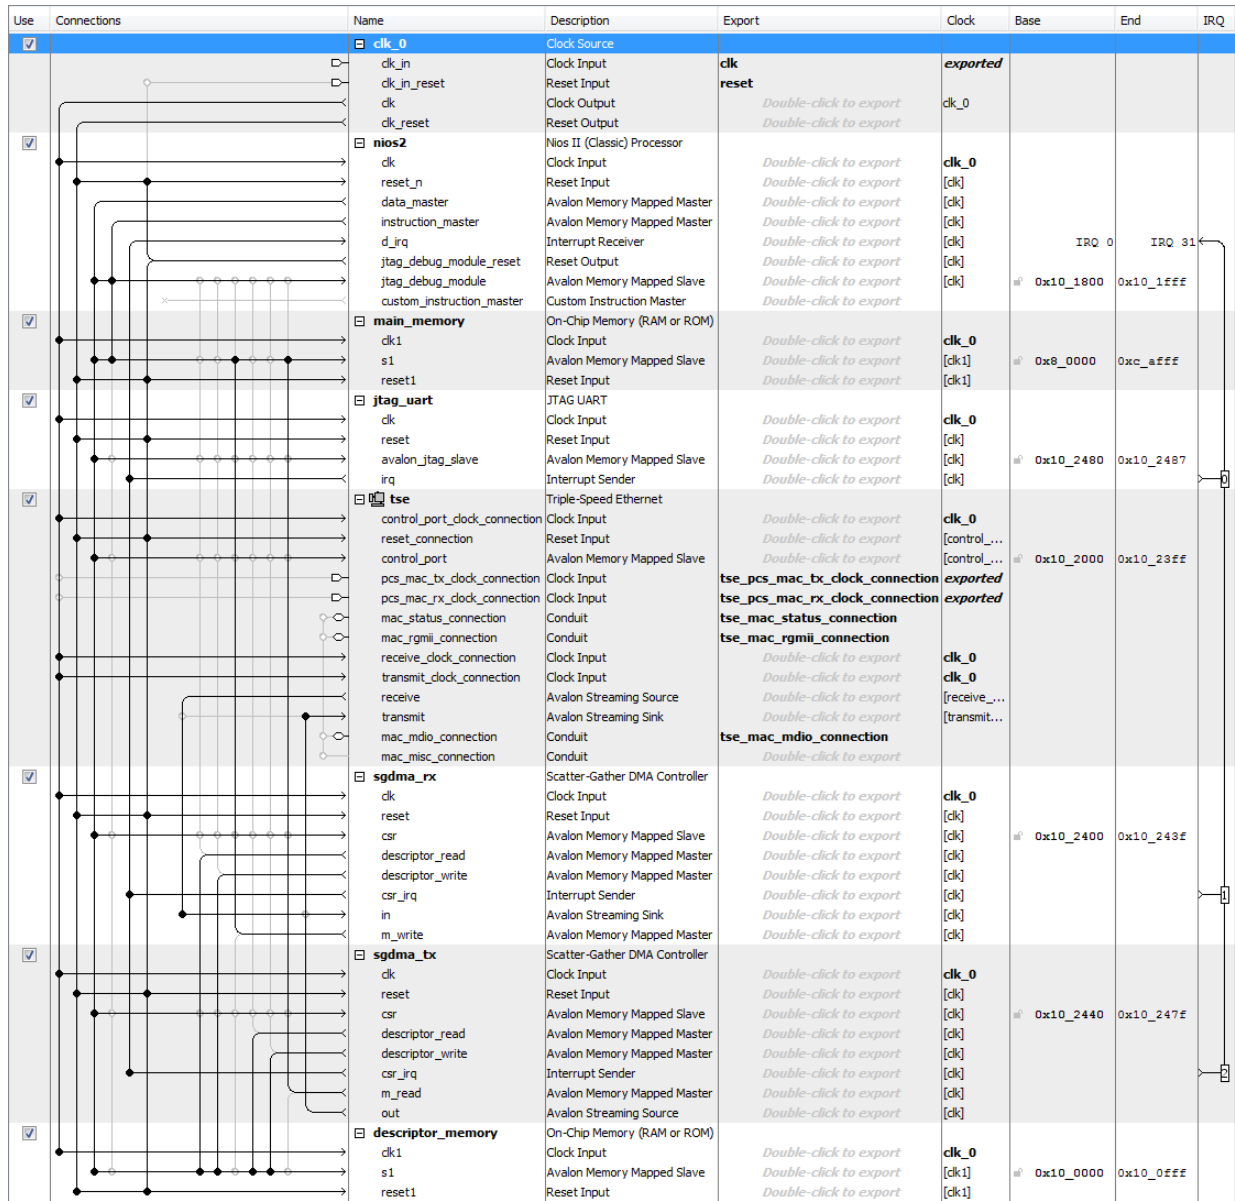 Use Connections Name Description Export Clock Base End IRQ
clk_0 Clock Source
clk_in Clock Input clk exported
clk_in_reset Reset Input reset
clk Clock Output Double-click to export clk_0
clk_reset Reset Output Double-click to export
nios2 Nios II (Classic) Processor
clk Clock Input Double-click to export clk_0
reset_n Reset Input Double-click to export [clk]
data_master Avalon Memory Mapped Master Double-click to export [clk]
instruction_master Avalon Memory Mapped Master Double-click to export [clk]
d_irq Interrupt Receiver Double-click to export [clk] IRQ 0 IRQ 31
jtag_debug_module_reset Reset Output Double-click to export [clk]
jtag_debug_module Avalon Memory Mapped Slave Double-click to export [clk] 0x10_1800 0x10_1fff
custom_instruction_master Custom Instruction Master Double-click to export
main_memory On-Chip Memory (RAM or ROM)
clk1 Clock Input Double-click to export clk_0
s1 Avalon Memory Mapped Slave Double-click to export [clk1] 0x8_0000 0xc_afff
reset1 Reset Input Double-click to export [clk1]
jtag_uart JTAG UART
clk Clock Input Double-click to export clk_0
reset Reset Input Double-click to export [clk]
avalon_jtag_slave Avalon Memory Mapped Slave Double-click to export [clk] 0x10_2480 0x10_2487
irq Interrupt Sender Double-click to export [clk] 0
tse Triple-Speed Ethernet
control_port_clock_connection Clock Input Double-click to export clk_0
reset_connection Reset Input Double-click to export [control_...
control_port Avalon Memory Mapped Slave Double-click to export [control_... 0x10_2000 0x10_23ff
pcs_mac_tx_clock_connection Clock Input tse_pcs_mac_tx_clock_connection exported
pcs_mac_rx_clock_connection Clock Input tse_pcs_mac_rx_clock_connection exported
mac_status_connection Conduit tse_mac_status_connection
mac_rgmii_connection Conduit tse_mac_rgmii_connection
receive_clock_connection Clock Input Double-click to export clk_0
transmit_clock_connection Clock Input Double-click to export clk_0
receive Avalon Streaming Source Double-click to export [receive_...
transmit Avalon Streaming Sink Double-click to export [transmit...
mac_mdio_connection Conduit tse_mac_mdio_connection
mac_misc_connection Conduit Double-click to export
sgdma_rx Scatter-Gather DMA Controller
clk Clock Input Double-click to export clk_0
reset Reset Input Double-click to export [clk]
csr Avalon Memory Mapped Slave Double-click to export [clk] 0x10_2400 0x10_243f
descriptor_read Avalon Memory Mapped Master Double-click to export [clk]
descriptor_write Avalon Memory Mapped Master Double-click to export [clk]
csr_irq Interrupt Sender Double-click to export [clk] 1
in Avalon Streaming Sink Double-click to export [clk]
m_write Avalon Memory Mapped Master Double-click to export [clk]
sgdma_tx Scatter-Gather DMA Controller
clk Clock Input Double-click to export clk_0
reset Reset Input Double-click to export [clk]
csr Avalon Memory Mapped Slave Double-click to export [clk] 0x10_2440 0x10_247f
descriptor_read Avalon Memory Mapped Master Double-click to export [clk]
descriptor_write Avalon Memory Mapped Master Double-click to export [clk]
csr_irq Interrupt Sender Double-click to export [clk] 2
m_read Avalon Memory Mapped Master Double-click to export [clk]
out Avalon Streaming Source Double-click to export [clk]
descriptor_memory On-Chip Memory (RAM or ROM)
clk1 Clock Input Double-click to export clk_0
s1 Avalon Memory Mapped Slave Double-click to export [clk1] 0x10_0000 0x10_0fff
reset1 Reset Input Double-click to export [clk1]